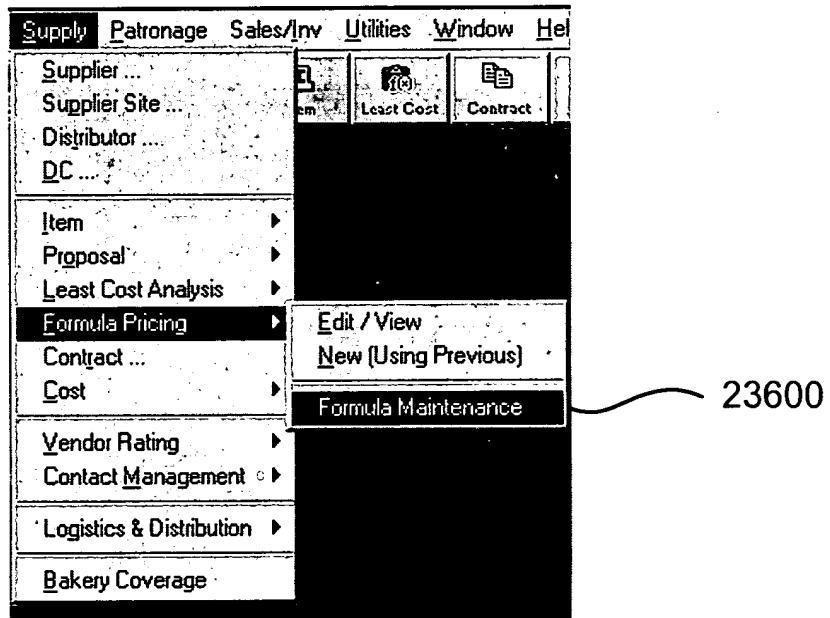 Supply Patronage Sales/Inv Utilities Window Hel
Supplier ...
Supplier Site ...
Distributor ...
DC ...
em Least Cost Contract
Item
Proposal
Least Cost Analysis
Formula Pricing
Edit / View
New (Using Previous)
Contract ...
Cost
Formula Maintenance
23600
Vendor Rating
Contact Management
Logistics & Distribution
Bakery Coverage